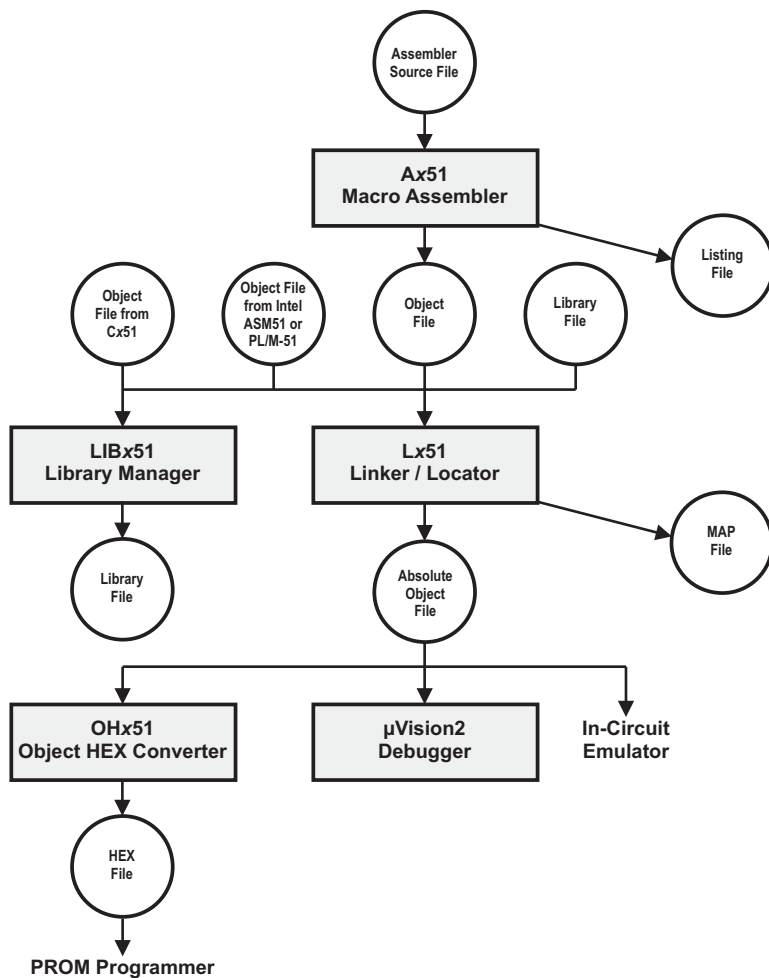 Assembler
Source File
Ax51
Macro Assembler
Listing
File
Object
File from
Cx51
Object File
from Intel
ASM51 or
PL/M-51
Object
File
Library
File
LIBx51
Library Manager
Lx51
Linker / Locator
MAP
File
Library
File
Absolute
Object
File
OHx51
Object HEX Converter
µVision2
Debugger
In-Circuit
Emulator
HEX
File
PROM Programmer